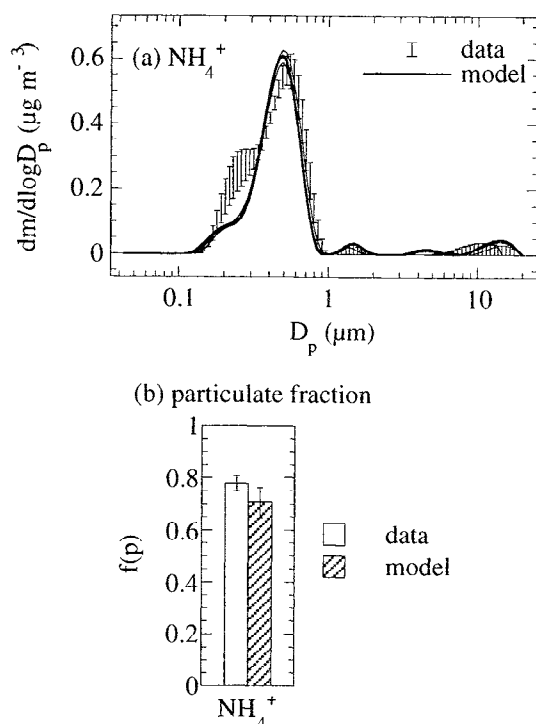 (a) NH₄⁺
data
model
0.6
0.4
0.2
0
dm/dlogDₚ (μg m⁻³)
0.1
1
10
Dₚ (μm)
(b) particulate fraction
1
0.8
0.6
0.4
0.2
0
f(p)
data
model
NH₄⁺